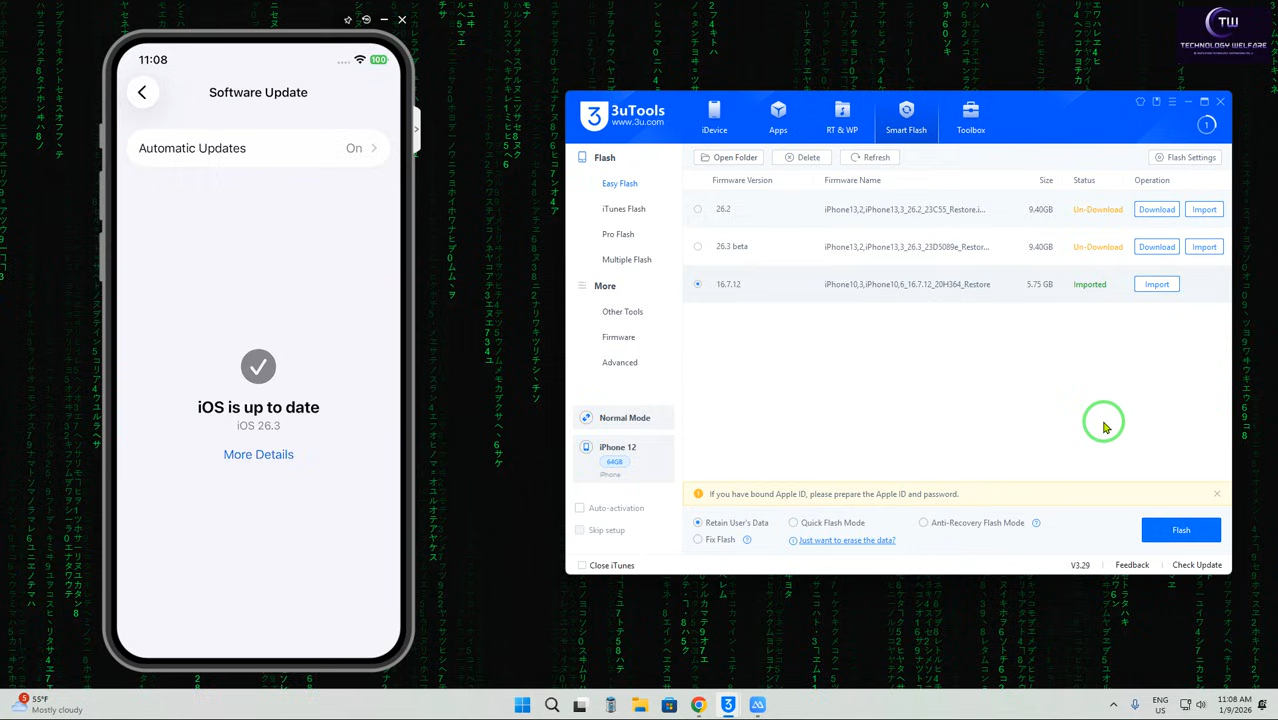 TW
TECHNOLOGY WELFARE
11:08
100
Software Update
Automatic Updates On
iOS is up to date
iOS 26.3
More Details
3uTools
www.3u.com
iDevice Apps RT & WP Smart Flash Toolbox
Flash
Easy Flash
iTunes Flash
Pro Flash
Multiple Flash
More
Other Tools
Firmware
Advanced
Normal Mode
iPhone 12
64GB
iPhone
Auto-activation
Skip setup
Open Folder Delete Refresh Flash Settings
Firmware Version Firmware Name Size Status Operation
26.2 iPhone13,2,iPhone13,3_26.2_23C55_Restore.i... 9.40GB Un-Download Download Import
26.3 beta iPhone13,2,iPhone13,3_26.3_23D5089e_Restor... 9.40GB Un-Download Download Import
16.7.12 iPhone10,3,iPhone10,6_16.7.12_20H364_Restore 5.75 GB Imported Import
If you have bound Apple ID, please prepare the Apple ID and password.
Retain User's Data Quick Flash Mode Anti-Recovery Flash Mode
Fix Flash Just want to erase the data?
Flash
Close iTunes V3.29 Feedback Check Update
5
55°F
Mostly cloudy
ENG
US
11:08 AM
1/9/2026